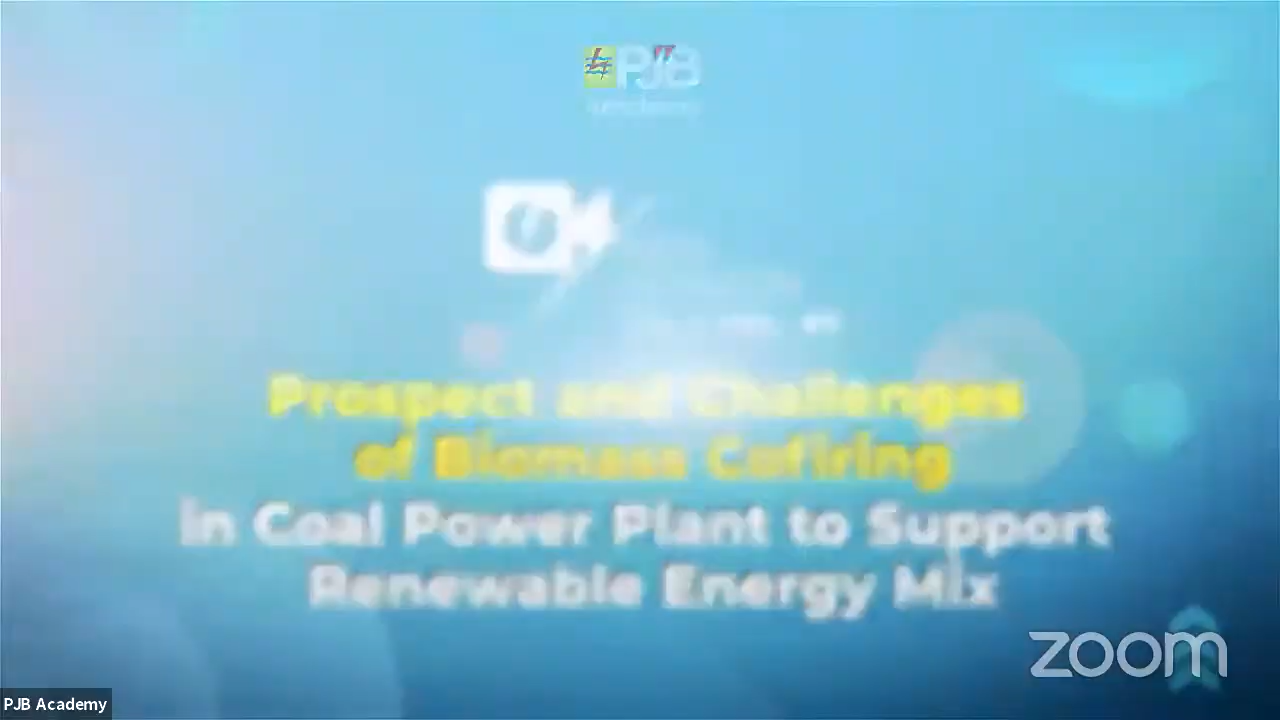 PJB
Prospect and Challenges
of Biomass Cofiring
in Coal Power Plant to Support
Renewable Energy Mix
zoom
PJB Academy